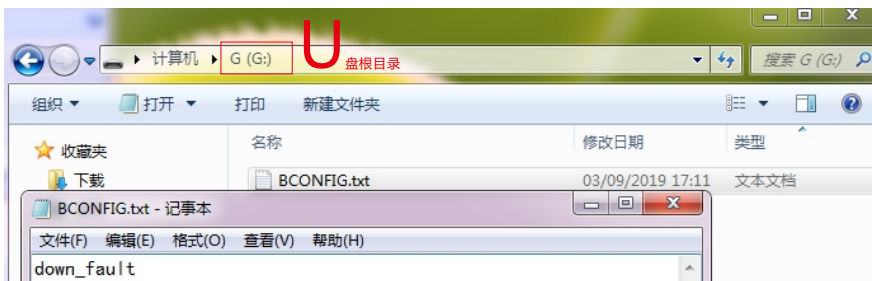 计算机 G (G:) U盘根目录 搜索 G (G:)
组织 打开 打印 新建文件夹
收藏夹 名称 修改日期 类型
下载 BCONFIG.txt 03/09/2019 17:11 文本文档
BCONFIG.txt - 记事本
文件(F) 编辑(E) 格式(O) 查看(V) 帮助(H)
down_fault